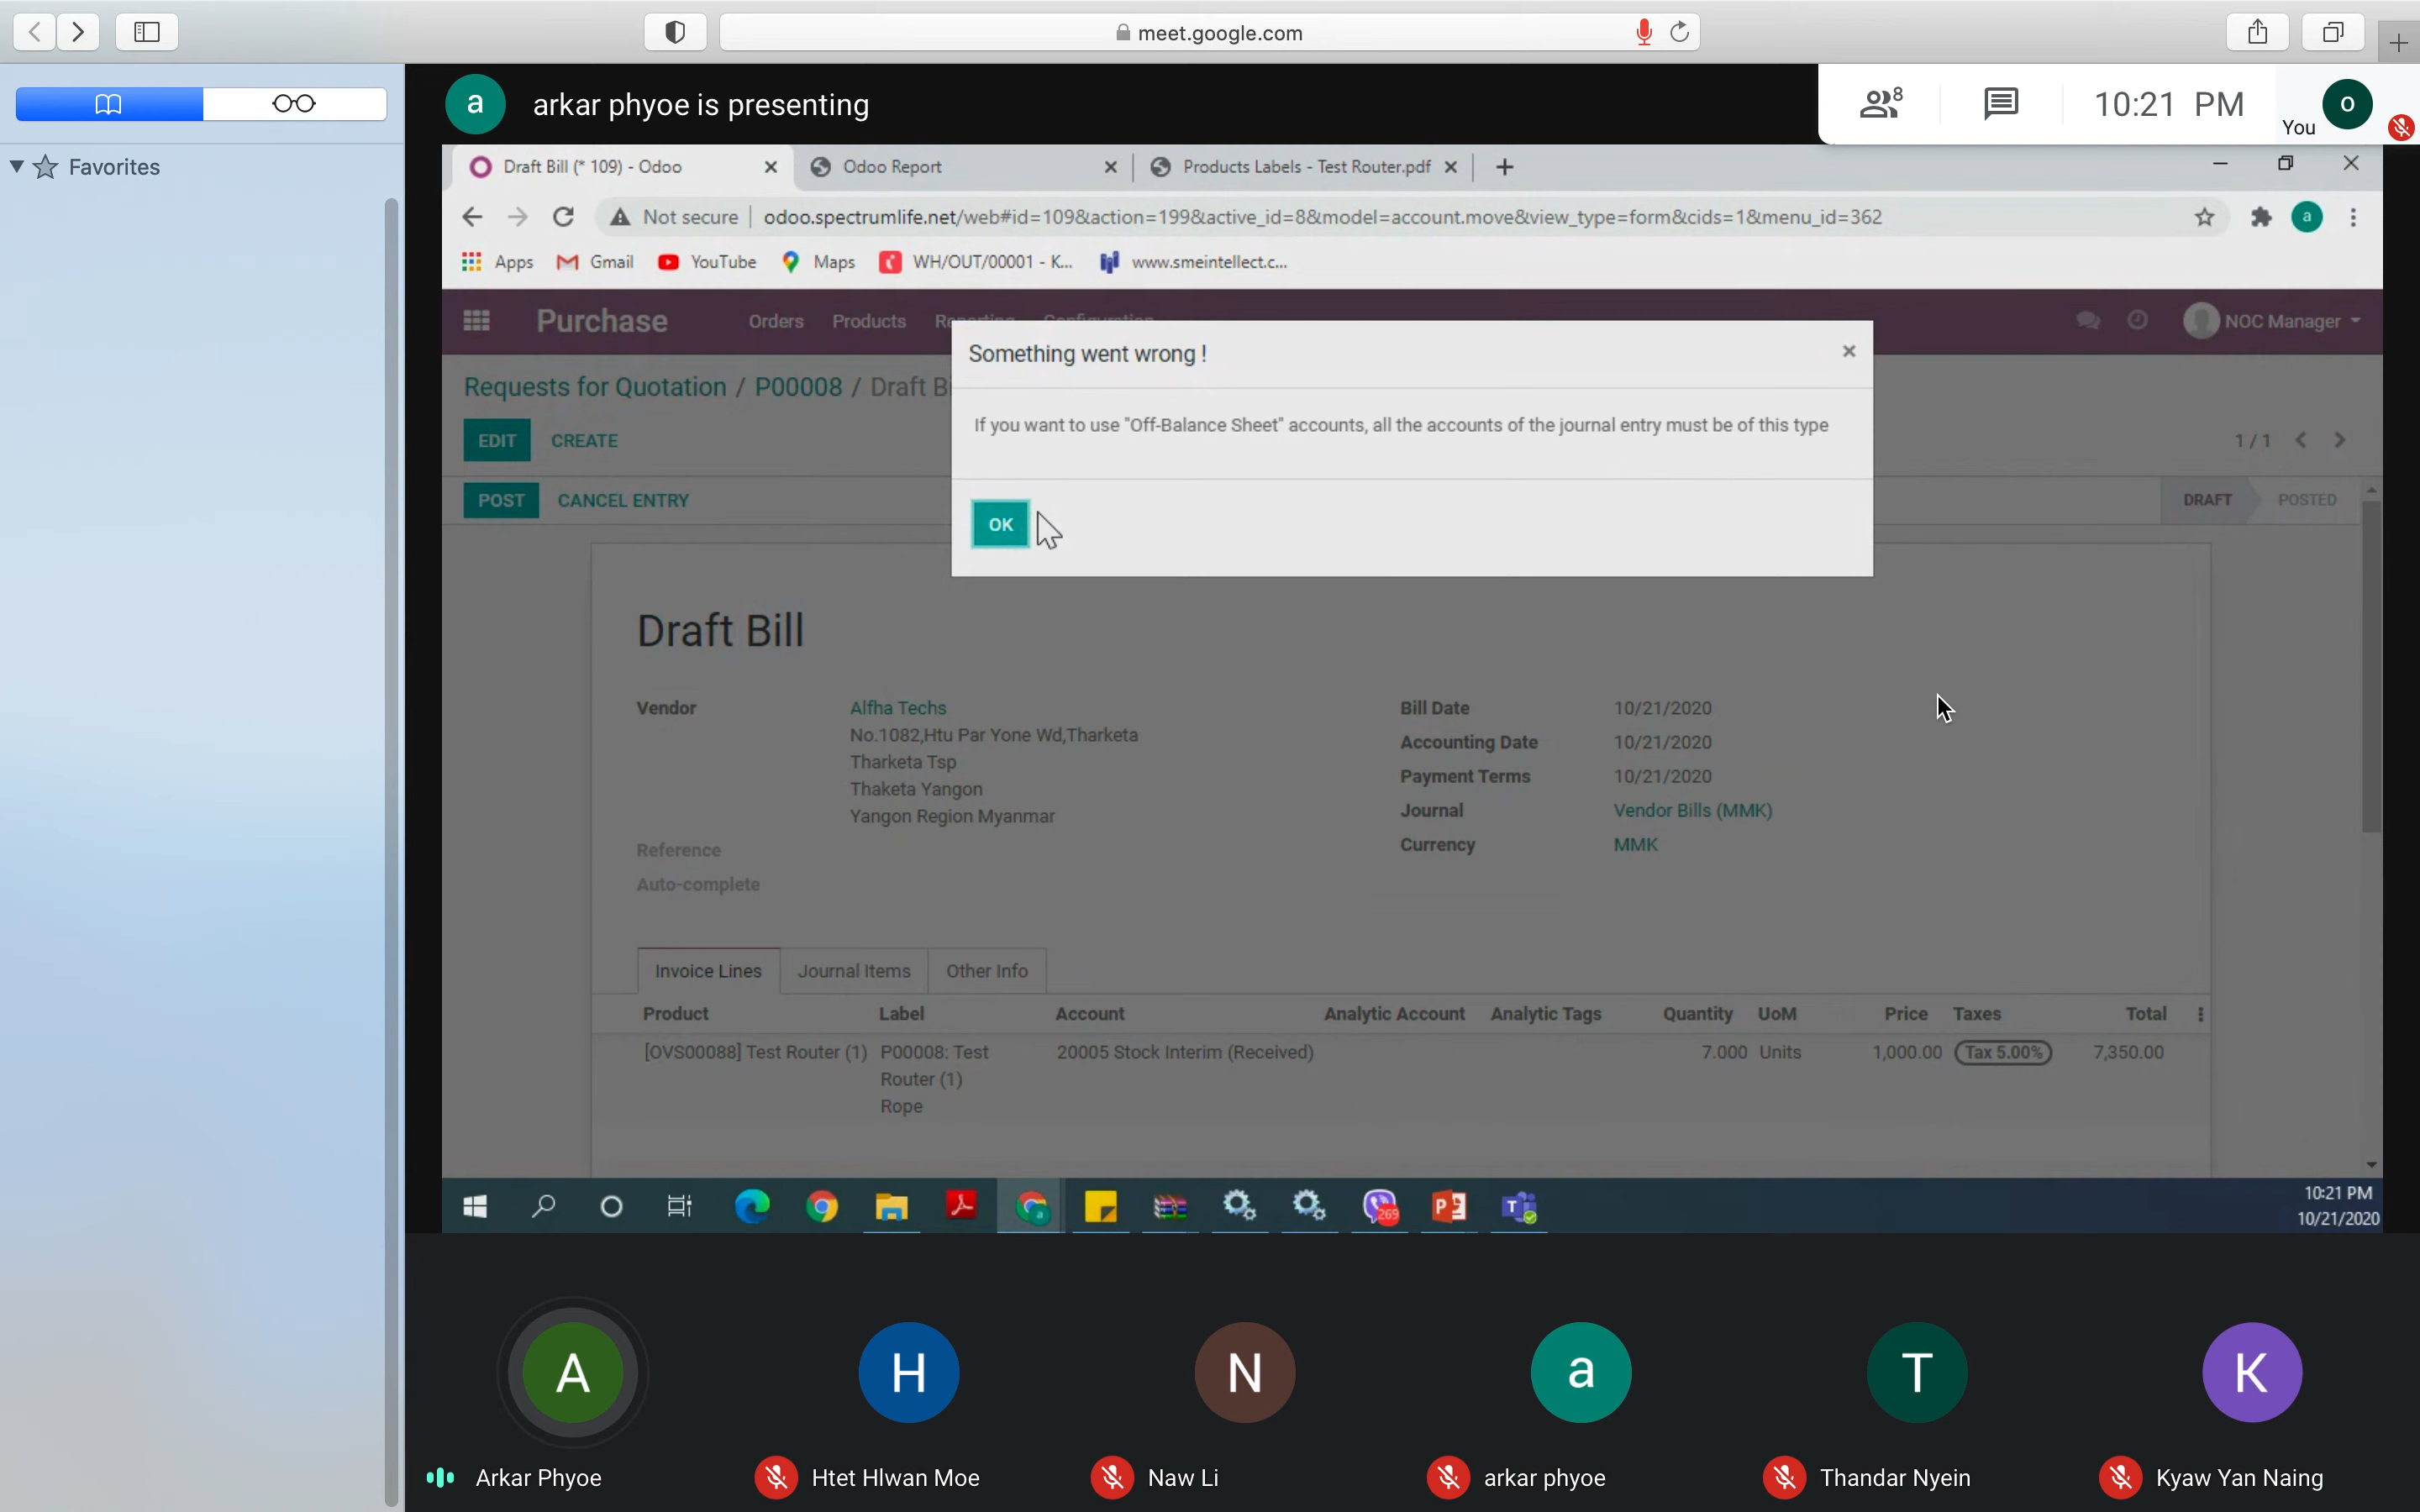 meet.google.com
Favorites
a
arkar phyoe is presenting
8
10:21 PM
You
o
Draft Bill (* 109) - Odoo
Odoo Report
Products Labels - Test Router.pdf
Not secure
odoo.spectrumlife.net/web#id=109&action=199&active_id=8&model=account.move&view_type=form&cids=1&menu_id=362
a
Apps
Gmail
YouTube
Maps
WH/OUT/00001 - K...
www.smeintellect.c...
Purchase
Orders
Products
Reporting
Configuration
NOC Manager
Something went wrong !
Requests for Quotation / P00008 / Draft Bi
If you want to use "Off-Balance Sheet" accounts, all the accounts of the journal entry must be of this type
EDIT
CREATE
1 / 1
POST
CANCEL ENTRY
DRAFT
POSTED
OK
Draft Bill
Vendor
Alfha Techs
No.1082,Htu Par Yone Wd,Tharketa
Tharketa Tsp
Thaketa Yangon
Yangon Region Myanmar
Reference
Auto-complete
Bill Date
10/21/2020
Accounting Date
10/21/2020
Payment Terms
10/21/2020
Journal
Vendor Bills (MMK)
Currency
MMK
Invoice Lines
Journal Items
Other Info
Product
Label
Account
Analytic Account
Analytic Tags
Quantity
UoM
Price
Taxes
Total
[OVS00088] Test Router (1)
P00008: Test
Router (1)
Rope
20005 Stock Interim (Received)
7.000
Units
1,000.00
Tax 5.00%
7,350.00
a
269
10:21 PM
10/21/2020
A
H
N
a
T
K
Arkar Phyoe
Htet Hlwan Moe
Naw Li
arkar phyoe
Thandar Nyein
Kyaw Yan Naing